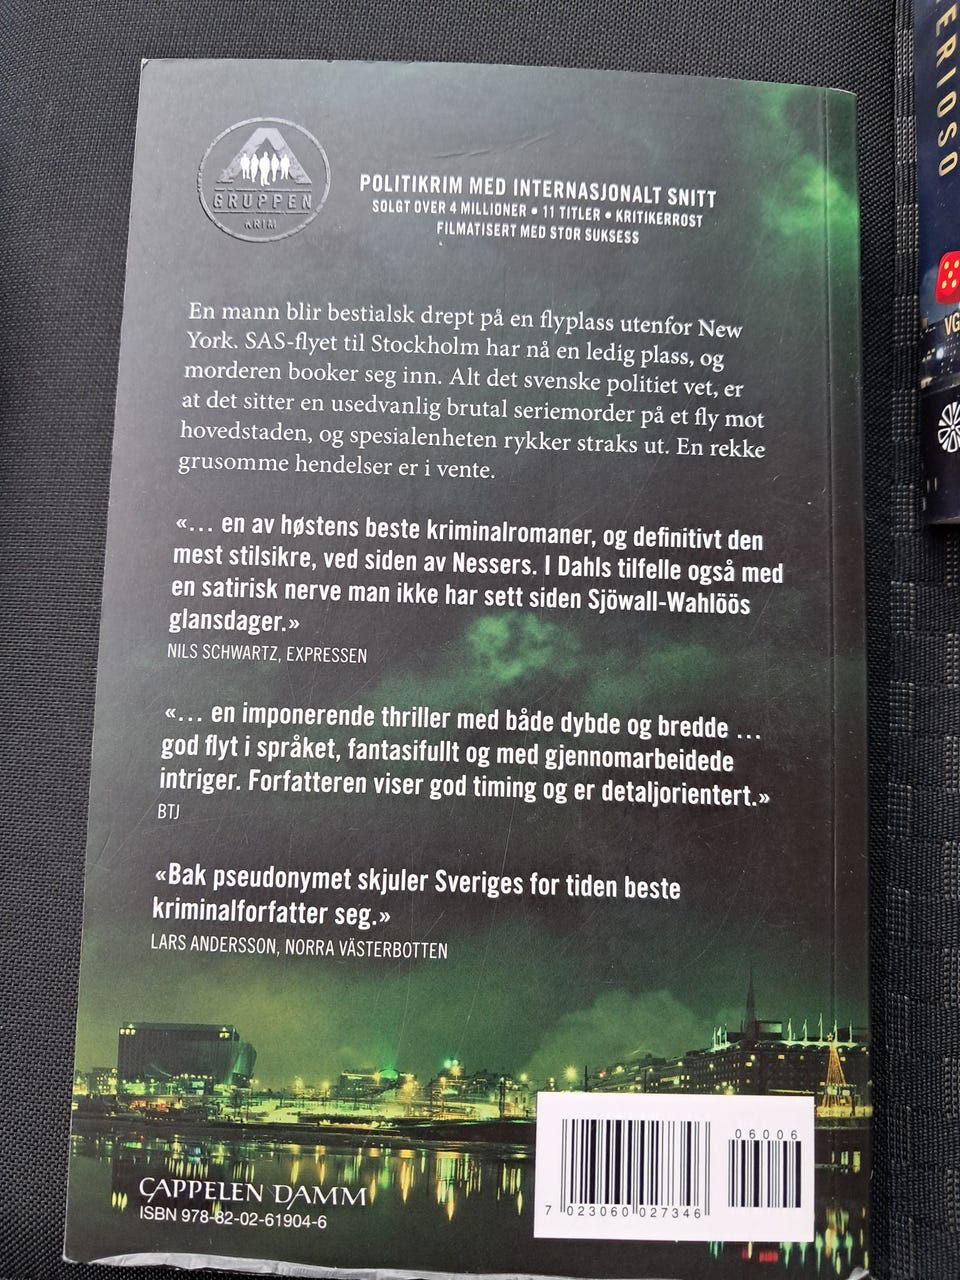 A
GRUPPEN
KRIM
POLITIKRIM MED INTERNASJONALT SNITT
SOLGT OVER 4 MILLIONER • 11 TITLER • KRITIKERROST
FILMATISERT MED STOR SUKSESS
En mann blir bestialsk drept på en flyplass utenfor New
York. SAS-flyet til Stockholm har nå en ledig plass, og
morderen booker seg inn. Alt det svenske politiet vet, er
at det sitter en usedvanlig brutal seriemorder på et fly mot
hovedstaden, og spesialenheten rykker straks ut. En rekke
grusomme hendelser er i vente.
«... en av høstens beste kriminalromaner, og definitivt den
mest stilsikre, ved siden av Nessers. I Dahls tilfelle også med
en satirisk nerve man ikke har sett siden Sjöwall-Wahlöös
glansdager.»
NILS SCHWARTZ, EXPRESSEN
«... en imponerende thriller med både dybde og bredde ...
god flyt i språket, fantasifullt og med gjennomarbeidede
intriger. Forfatteren viser god timing og er detaljorientert.»
BTJ
«Bak pseudonymet skjuler Sveriges for tiden beste
kriminalforfatter seg.»
LARS ANDERSSON, NORRA VÄSTERBOTTEN
CAPPELEN DAMM
ISBN 978-82-02-61904-6
06006
7 023060 027346
ERIOSO
VG